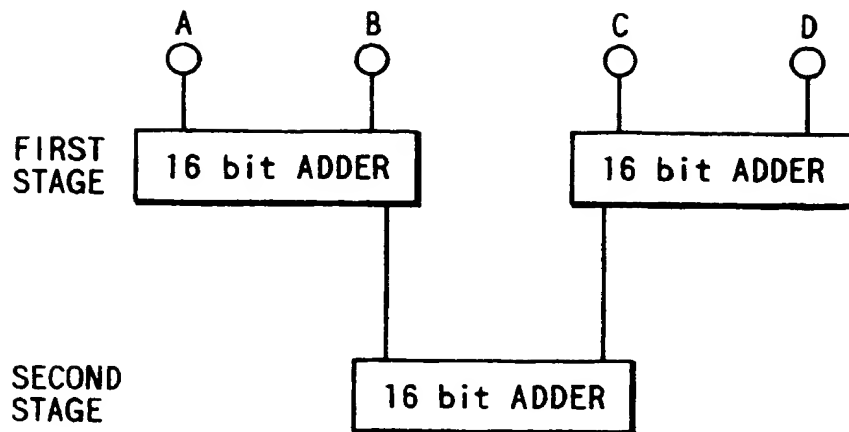 A B C D
FIRST STAGE
16 bit ADDER
16 bit ADDER
SECOND STAGE
16 bit ADDER